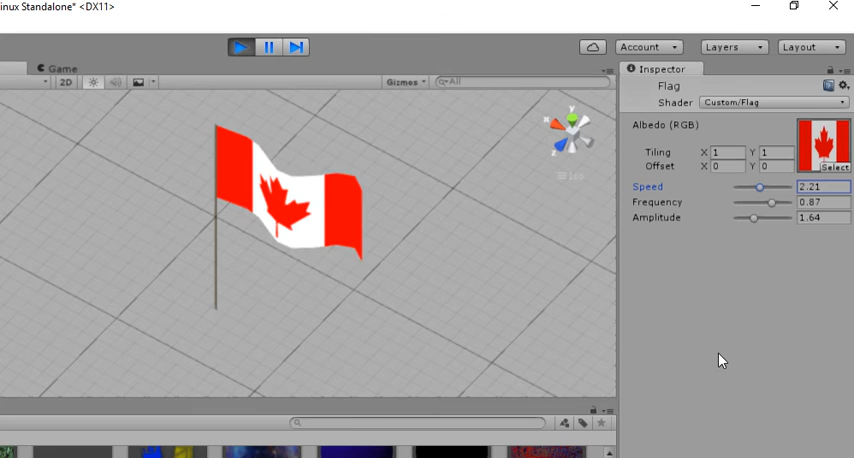 inux Standalone* <DX11>
Account
Layers
Layout
Game
Inspector
2D
Gizmos
All
Flag
Shader
Custom/Flag
Albedo (RGB)
Tiling X 1 Y 1
Offset X 0 Y 0
Select
Speed 2.21
Frequency 0.87
Amplitude 1.64
y
x
z
Iso